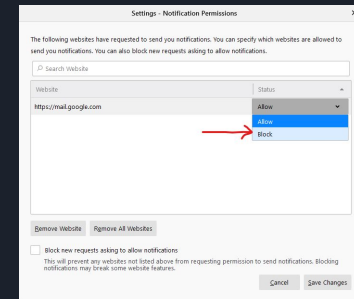 Settings - Notification Permissions
The following websites have requested to send you notifications. You can specify which websites are allowed to
send you notifications. You can also block new requests asking to allow notifications.
Search Website
Website Status
https://mail.google.com Allow
Allow
Block
Remove Website Remove All Websites
Block new requests asking to allow notifications
This will prevent any websites not listed above from requesting permission to send notifications. Blocking
notifications may break some website features.
Cancel Save Changes